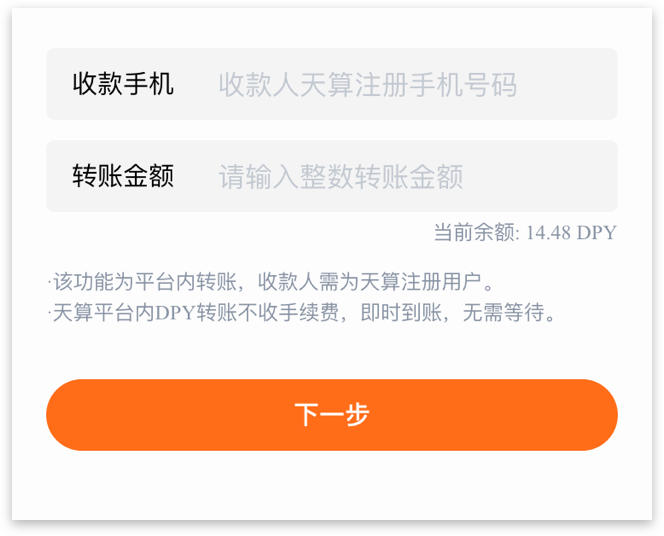 收款手机 收款人天算注册手机号码
转账金额 请输入整数转账金额
当前余额: 14.48 DPY
·该功能为平台内转账，收款人需为天算注册用户。
·天算平台内DPY转账不收手续费，即时到账，无需等待。
下一步